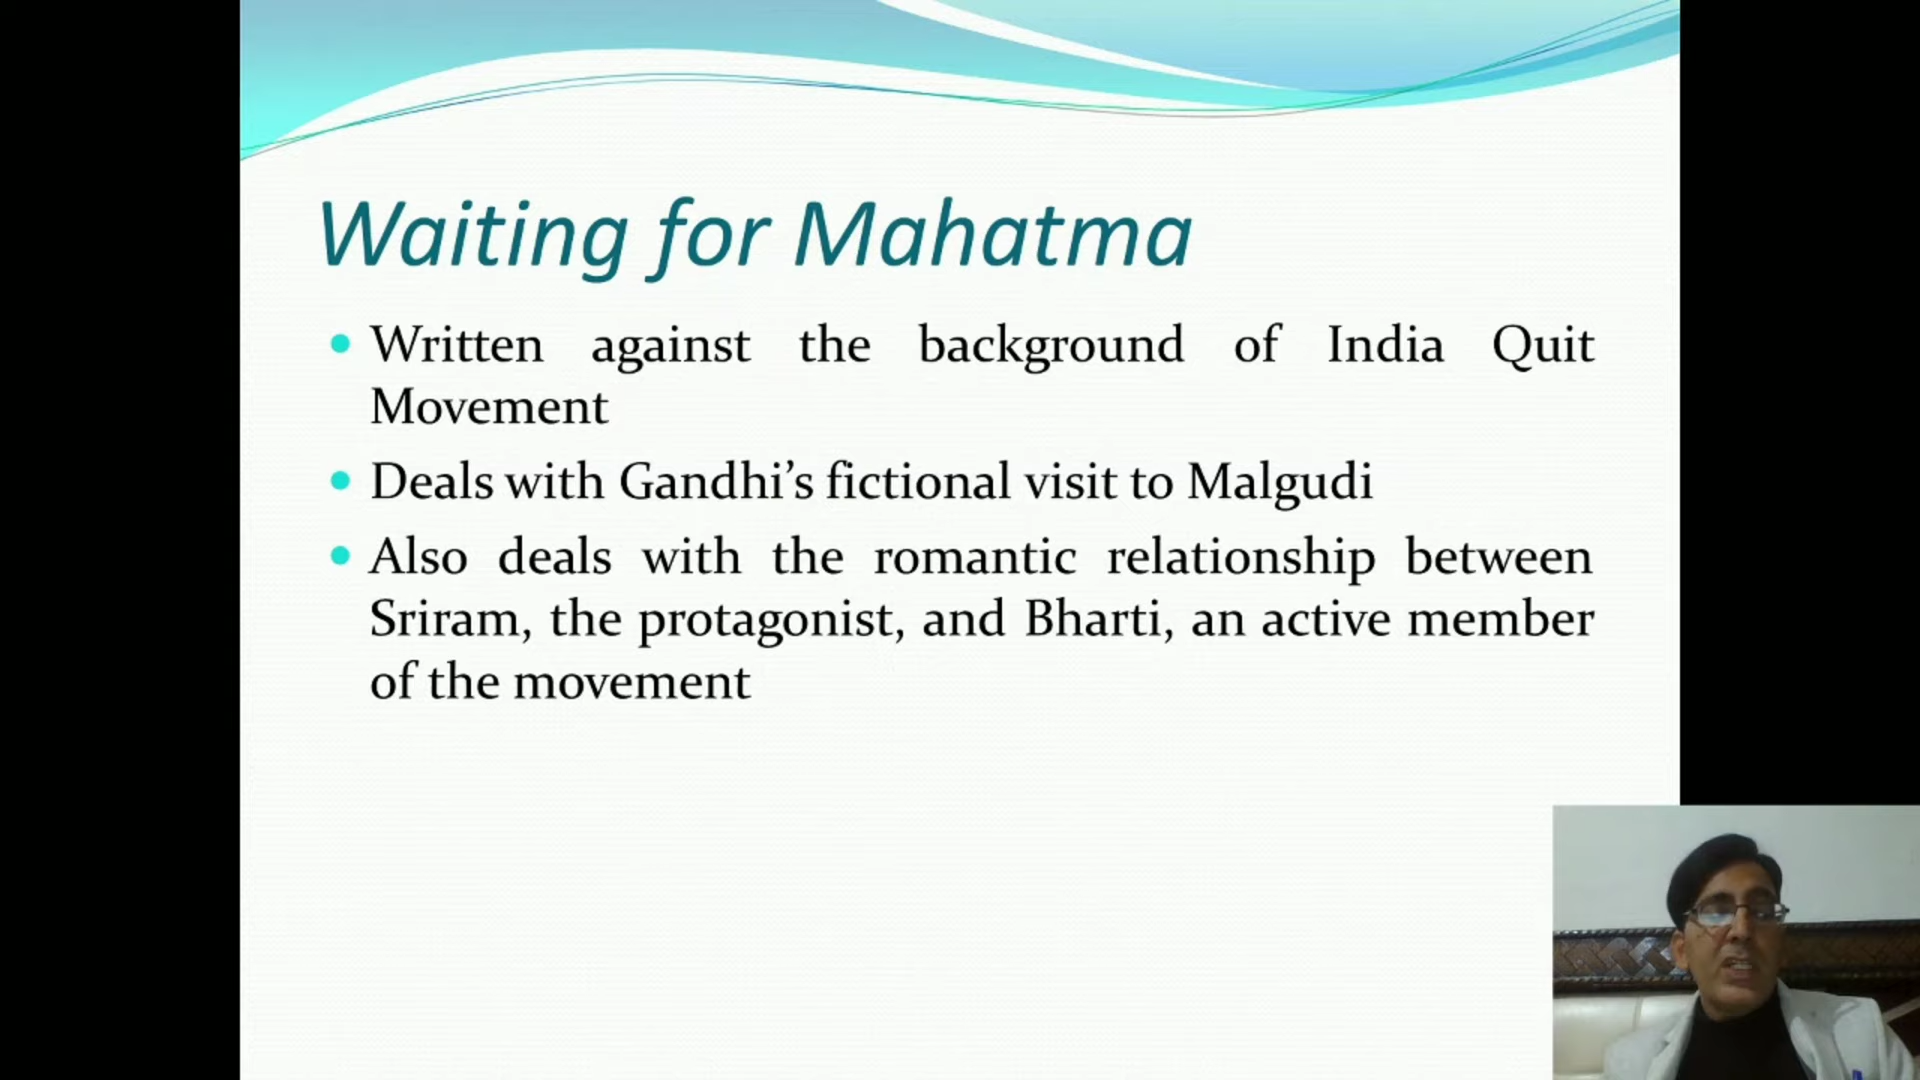 Waiting for Mahatma
Written against the background of India Quit
Movement
Deals with Gandhi’s fictional visit to Malgudi
Also deals with the romantic relationship between
Sriram, the protagonist, and Bharti, an active member
of the movement